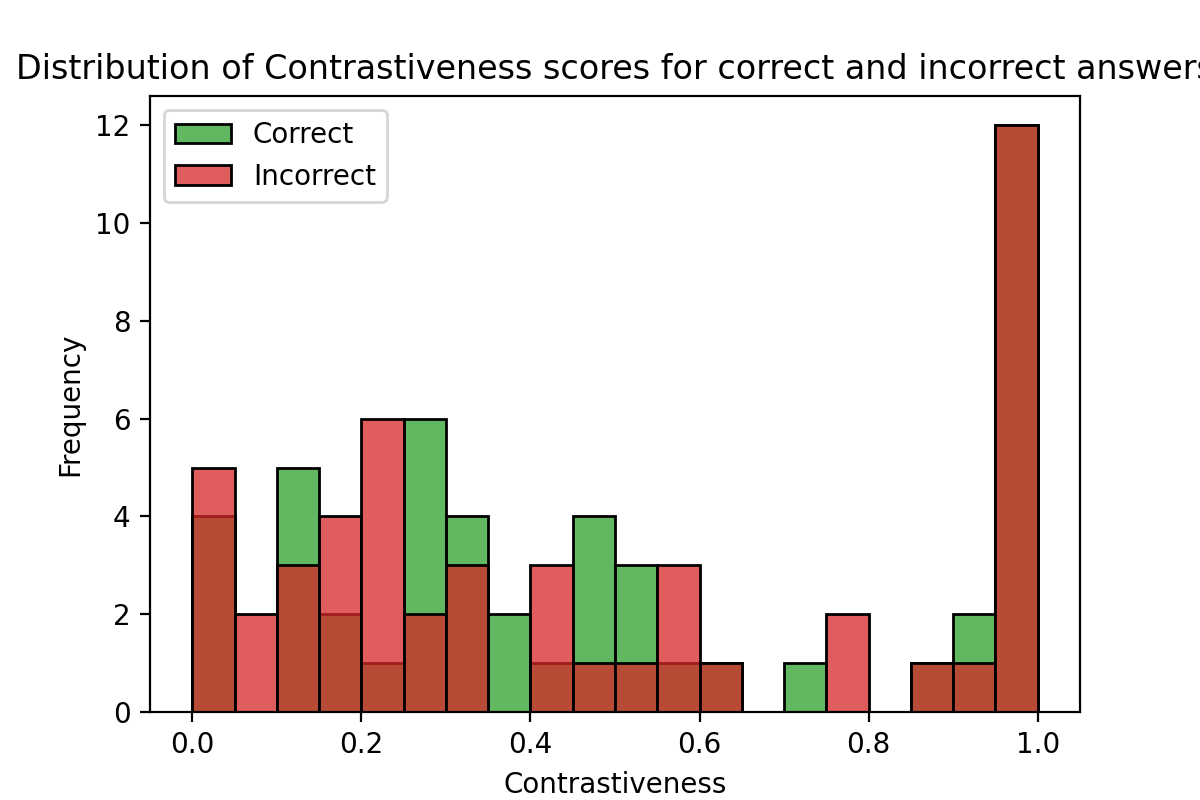 Distribution of Contrastiveness scores for correct and incorrect answers
Correct
Incorrect
12
10
8
6
4
2
0
Frequency
0.0 0.2 0.4 0.6 0.8 1.0
Contrastiveness